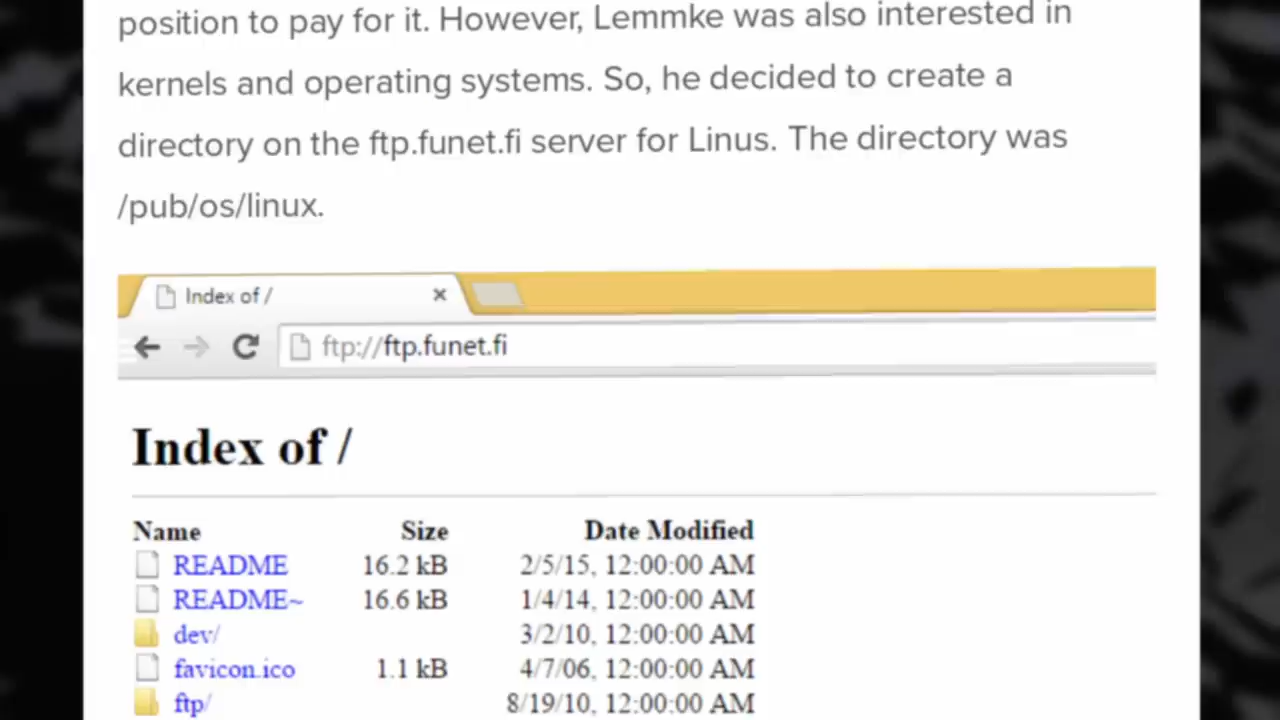 position to pay for it. However, Lemmke was also interested in
kernels and operating systems. So, he decided to create a
directory on the ftp.funet.fi server for Linus. The directory was
/pub/os/linux.
Index of /
ftp://ftp.funet.fi
Index of /
Name Size Date Modified
README 16.2 kB 2/5/15, 12:00:00 AM
README~ 16.6 kB 1/4/14, 12:00:00 AM
dev/ 3/2/10, 12:00:00 AM
favicon.ico 1.1 kB 4/7/06, 12:00:00 AM
ftp/ 8/19/10, 12:00:00 AM